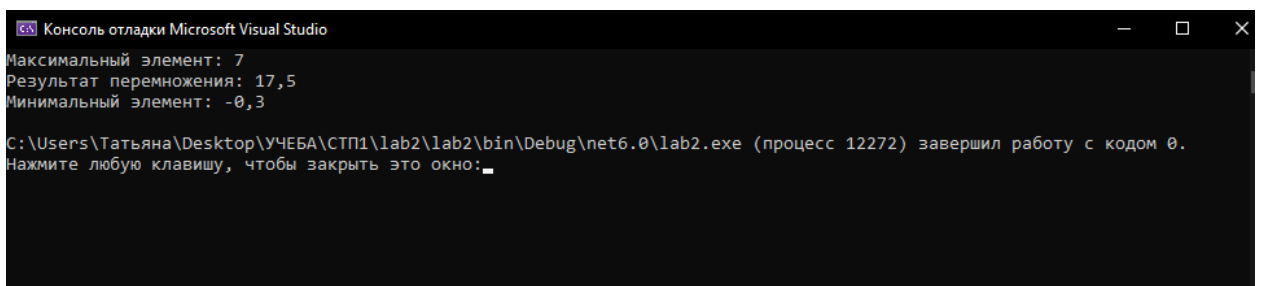 Консоль отладки Microsoft Visual Studio
Максимальный элемент: 7
Результат перемножения: 17,5
Минимальный элемент: -0,3
C:\Users\Татьяна\Desktop\УЧЕБА\СТП1\lab2\lab2\bin\Debug\net6.0\lab2.exe (процесс 12272) завершил работу с кодом 0.
Нажмите любую клавишу, чтобы закрыть это окно: